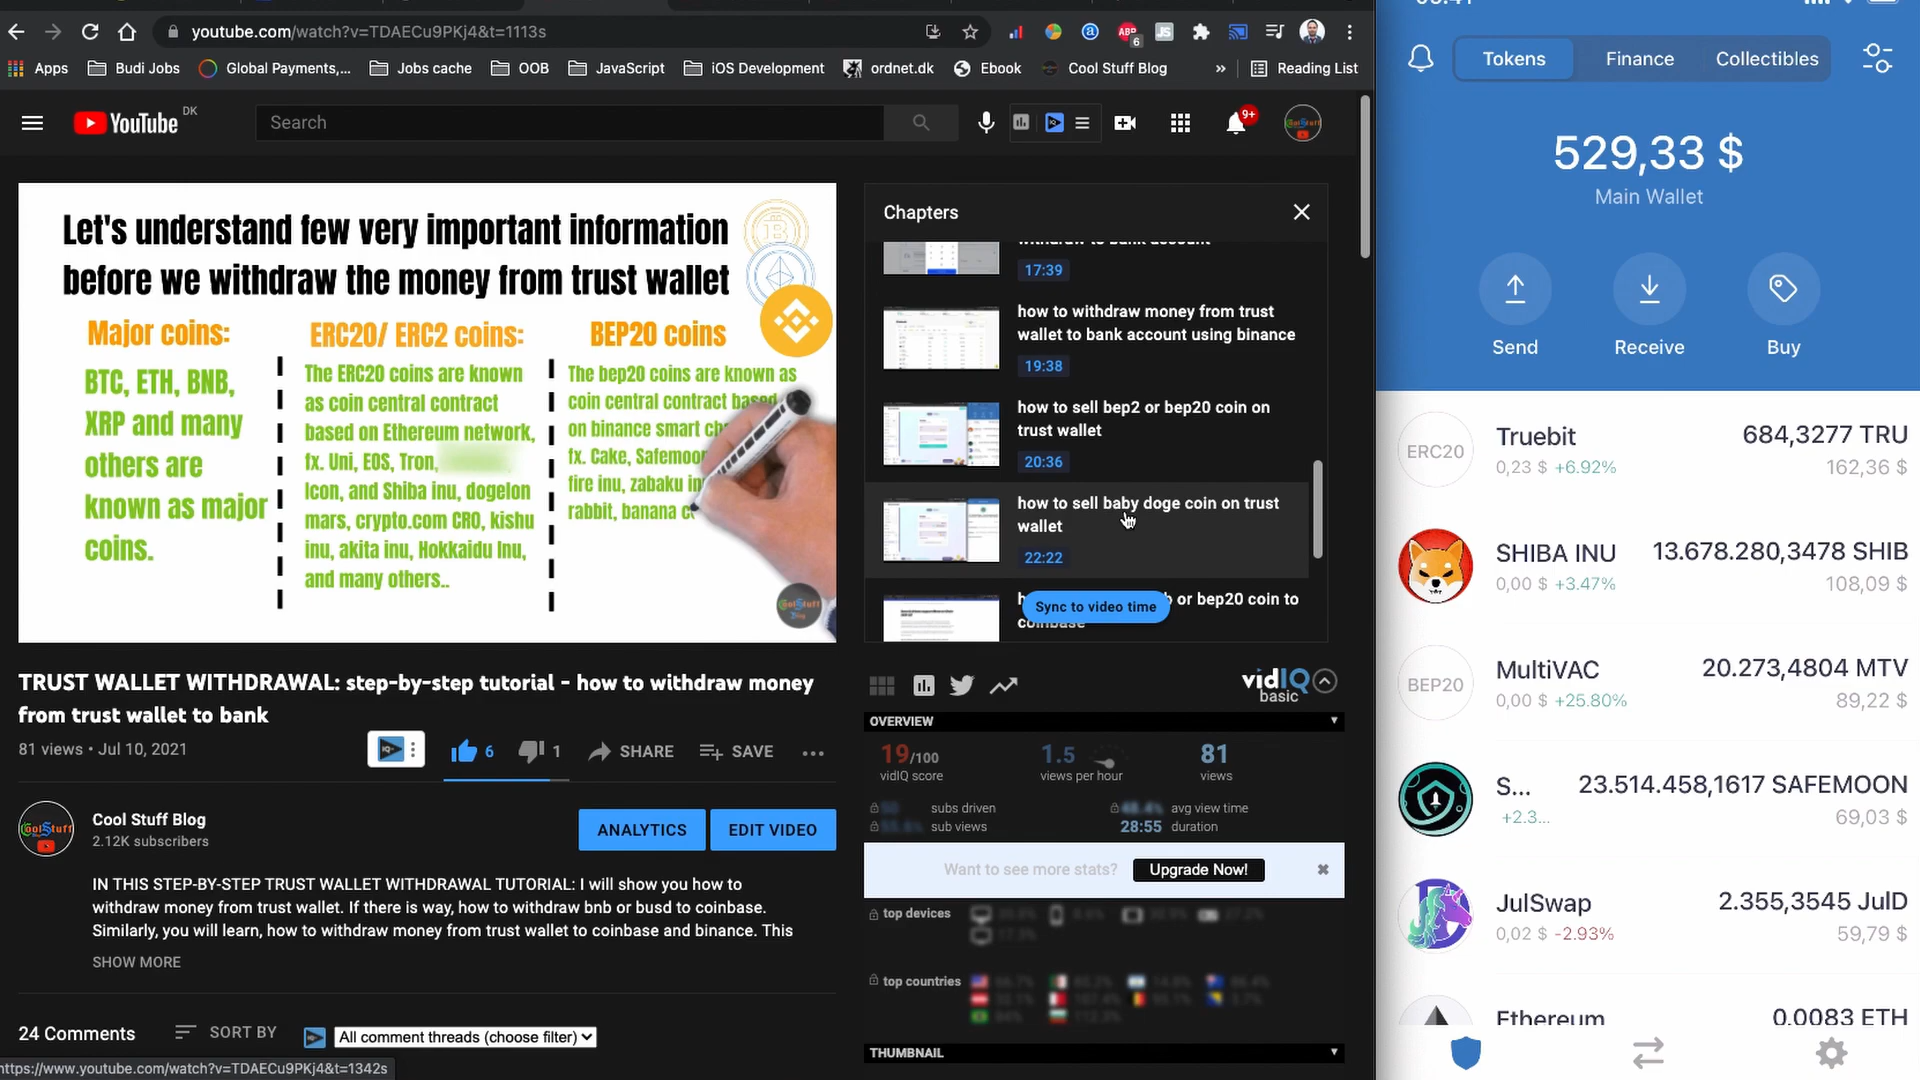 youtube.com/watch?v=TDAECu9PKj4&t=1113s
ABP
6
JS
Apps
Budi Jobs
Global Payments,...
Jobs cache
OOB
JavaScript
iOS Development
ordnet.dk
Ebook
Cool Stuff Blog
»
Reading List
YouTube DK
Search
9+
Let's understand few very important information
before we withdraw the money from trust wallet
Major coins:
BTC, ETH, BNB,
XRP and many
others are
known as major
coins.
ERC20/ ERC2 coins:
The ERC20 coins are known
as coin central contract
based on Ethereum network,
fx. Uni, EOS, Tron,
Icon, and Shiba inu, dogelon
mars, crypto.com CRO, kishu
inu, akita inu, Hokkaidu Inu,
and many others..
BEP20 coins
The bep20 coins are known as
coin central contract based
on binance smart
fx. Cake, Safemoon
fire inu, zabaku
rabbit, banana
Chapters
withdraw to bank account
17:39
how to withdraw money from trust
wallet to bank account using binance
19:38
how to sell bep2 or bep20 coin on
trust wallet
20:36
how to sell baby doge coin on trust
wallet
22:22
or bep20 coin to
coinbase
Sync to video time
TRUST WALLET WITHDRAWAL: step-by-step tutorial - how to withdraw money
from trust wallet to bank
81 views • Jul 10, 2021
6
1
SHARE
SAVE
Cool Stuff Blog
2.12K subscribers
ANALYTICS
EDIT VIDEO
IN THIS STEP-BY-STEP TRUST WALLET WITHDRAWAL TUTORIAL: I will show you how to
withdraw money from trust wallet. If there is way, how to withdraw bnb or busd to coinbase.
Similarly, you will learn, how to withdraw money from trust wallet to coinbase and binance. This
SHOW MORE
24 Comments
SORT BY
All comment threads (choose filter)
https://www.youtube.com/watch?v=TDAECu9PKj4&t=1342s
vidIQ
basic
OVERVIEW
19/100
vidIQ score
1.5
views per hour
81
views
subs driven
sub views
avg view time
28:55 duration
Want to see more stats?
Upgrade Now!
top devices
top countries
THUMBNAIL
Tokens
Finance
Collectibles
529,33 $
Main Wallet
Send
Receive
Buy
ERC20
Truebit
684,3277 TRU
0,23 $ +6.92%
162,36 $
SHIBA INU
13.678.280,3478 SHIB
0,00 $ +3.47%
108,09 $
BEP20
MultiVAC
20.273,4804 MTV
0,00 $ +25.80%
89,22 $
S...
23.514.458,1617 SAFEMOON
+2.3...
69,03 $
JulSwap
2.355,3545 JulD
0,02 $ -2.93%
59,79 $
Ethereum
0.0083 ETH